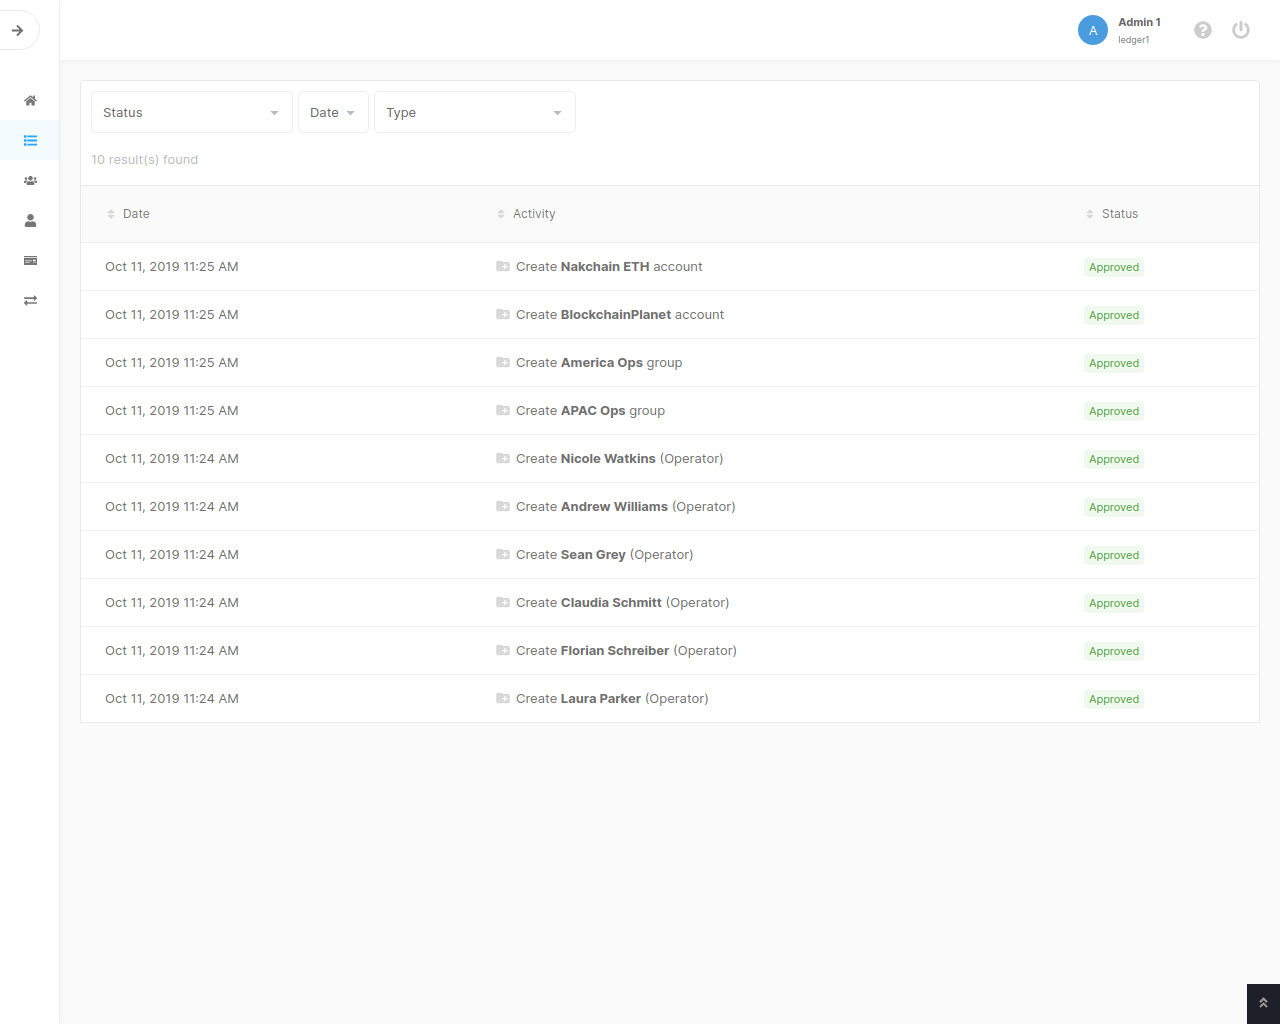 A Admin 1
ledger1
Status Date Type
10 result(s) found
Date Activity Status
Oct 11, 2019 11:25 AM Create Nakchain ETH account Approved
Oct 11, 2019 11:25 AM Create BlockchainPlanet account Approved
Oct 11, 2019 11:25 AM Create America Ops group Approved
Oct 11, 2019 11:25 AM Create APAC Ops group Approved
Oct 11, 2019 11:24 AM Create Nicole Watkins (Operator) Approved
Oct 11, 2019 11:24 AM Create Andrew Williams (Operator) Approved
Oct 11, 2019 11:24 AM Create Sean Grey (Operator) Approved
Oct 11, 2019 11:24 AM Create Claudia Schmitt (Operator) Approved
Oct 11, 2019 11:24 AM Create Florian Schreiber (Operator) Approved
Oct 11, 2019 11:24 AM Create Laura Parker (Operator) Approved